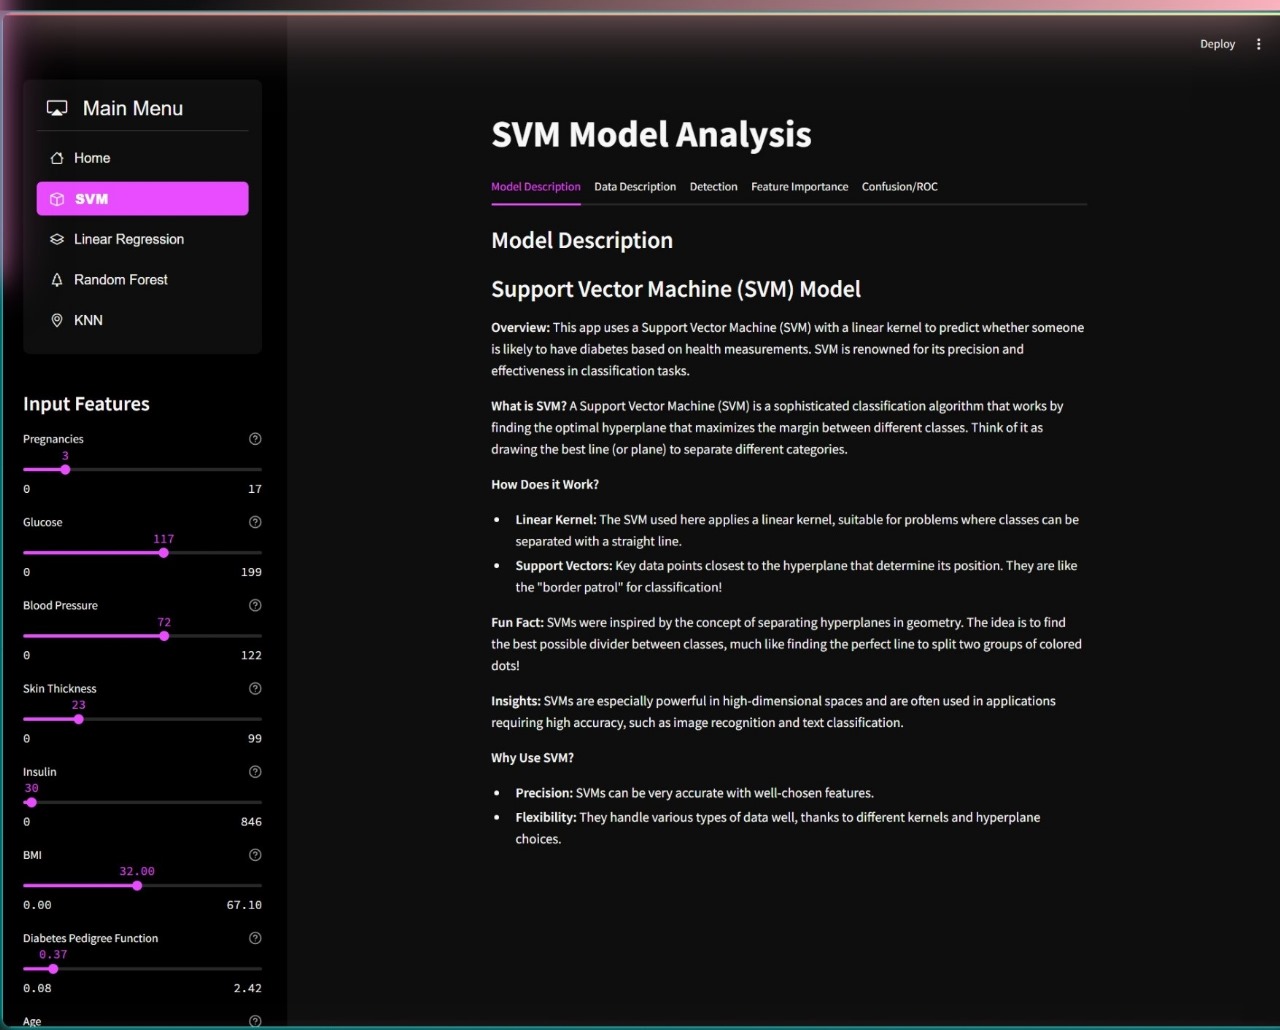 Deploy
Main Menu
Home
SVM
Linear Regression
Random Forest
KNN
Input Features
Pregnancies
3
0 17
Glucose
117
0 199
Blood Pressure
72
0 122
Skin Thickness
23
0 99
Insulin
30
0 846
BMI
32.00
0.00 67.10
Diabetes Pedigree Function
0.37
0.08 2.42
Age
SVM Model Analysis
Model Description Data Description Detection Feature Importance Confusion/ROC
Model Description
Support Vector Machine (SVM) Model
Overview: This app uses a Support Vector Machine (SVM) with a linear kernel to predict whether someone
is likely to have diabetes based on health measurements. SVM is renowned for its precision and
effectiveness in classification tasks.
What is SVM? A Support Vector Machine (SVM) is a sophisticated classification algorithm that works by
finding the optimal hyperplane that maximizes the margin between different classes. Think of it as
drawing the best line (or plane) to separate different categories.
How Does it Work?
• Linear Kernel: The SVM used here applies a linear kernel, suitable for problems where classes can be
separated with a straight line.
• Support Vectors: Key data points closest to the hyperplane that determine its position. They are like
the "border patrol" for classification!
Fun Fact: SVMs were inspired by the concept of separating hyperplanes in geometry. The idea is to find
the best possible divider between classes, much like finding the perfect line to split two groups of colored
dots!
Insights: SVMs are especially powerful in high-dimensional spaces and are often used in applications
requiring high accuracy, such as image recognition and text classification.
Why Use SVM?
• Precision: SVMs can be very accurate with well-chosen features.
• Flexibility: They handle various types of data well, thanks to different kernels and hyperplane
choices.